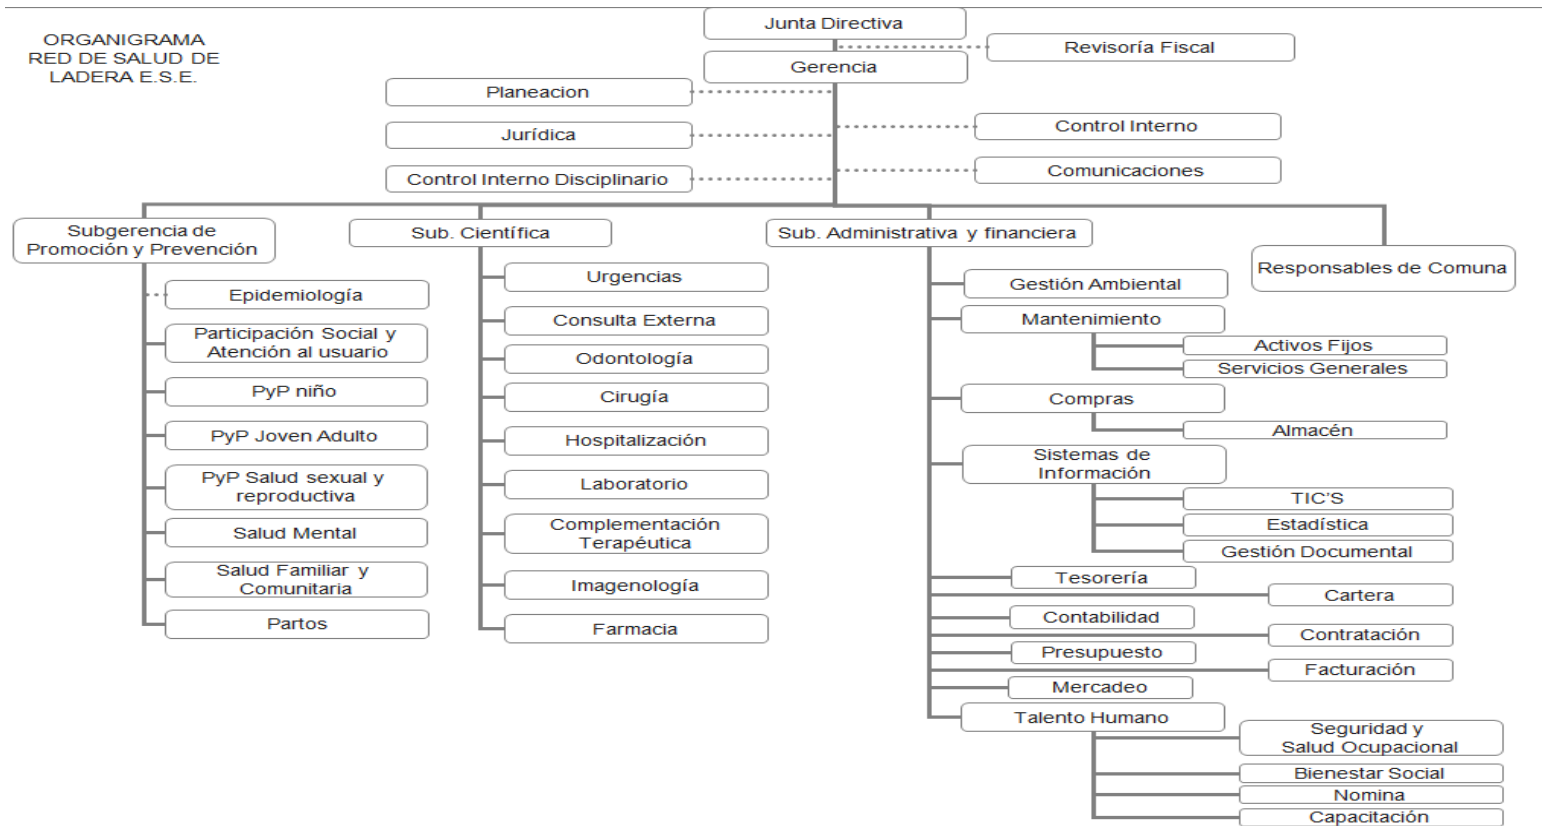 ORGANIGRAMA
RED DE SALUD DE
LADERA E.S.E.
Junta Directiva
Revisoría Fiscal
Gerencia
Planeacion
Jurídica
Control Interno
Control Interno Disciplinario
Comunicaciones
Subgerencia de
Promoción y Prevención
Epidemiología
Participación Social y
Atención al usuario
PyP niño
PyP Joven Adulto
PyP Salud sexual y
reproductiva
Salud Mental
Salud Familiar y
Comunitaria
Partos
Sub. Científica
Urgencias
Consulta Externa
Odontología
Cirugía
Hospitalización
Laboratorio
Complementación
Terapéutica
Imagenología
Farmacia
Sub. Administrativa y financiera
Gestión Ambiental
Mantenimiento
Activos Fijos
Servicios Generales
Compras
Almacén
Sistemas de
Información
TIC'S
Estadística
Gestión Documental
Tesorería
Cartera
Contabilidad
Contratación
Presupuesto
Facturación
Mercadeo
Talento Humano
Seguridad y
Salud Ocupacional
Bienestar Social
Nomina
Capacitación
Responsables de Comuna